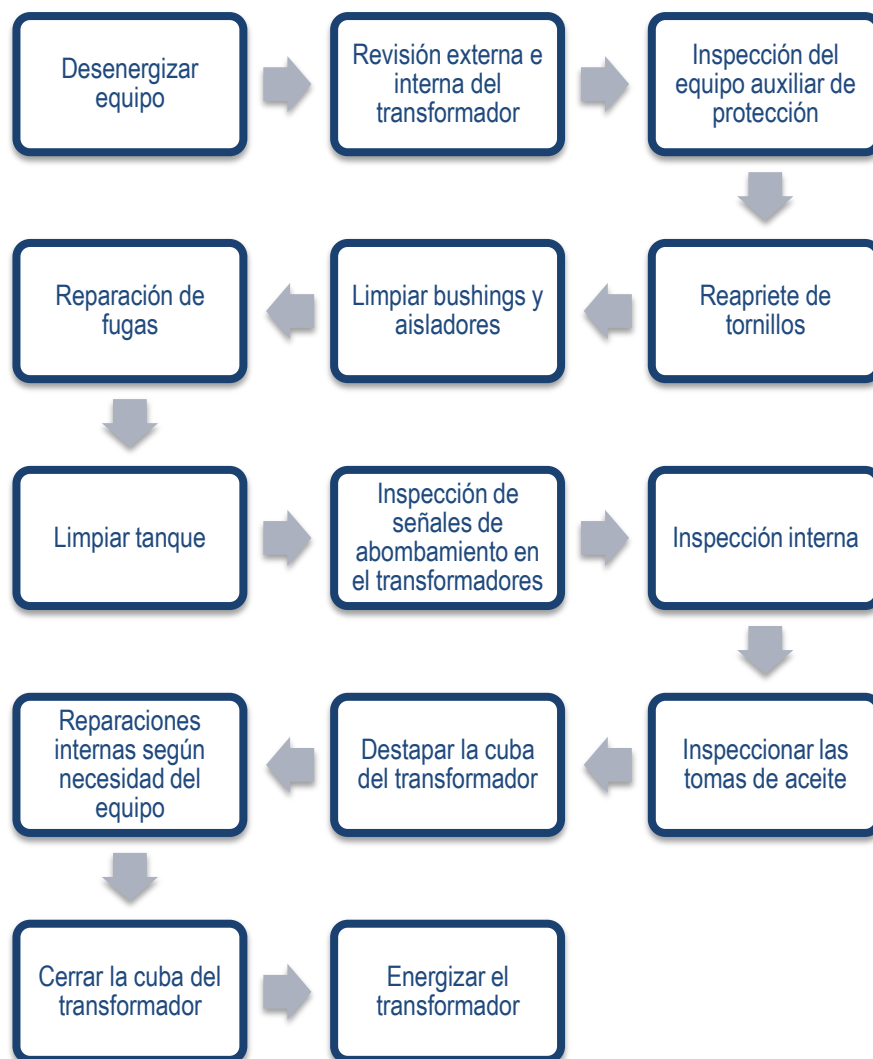 Desenergizar
equipo
Revisión externa e
interna del
transformador
Inspección del
equipo auxiliar de
protección
Reapriete de
tornillos
Limpiar bushings y
aisladores
Reparación de
fugas
Limpiar tanque
Inspección de
señales de
abombamiento en
el transformadores
Inspección interna
Inspeccionar las
tomas de aceite
Destapar la cuba
del transformador
Reparaciones
internas según
necesidad del
equipo
Cerrar la cuba del
transformador
Energizar el
transformador